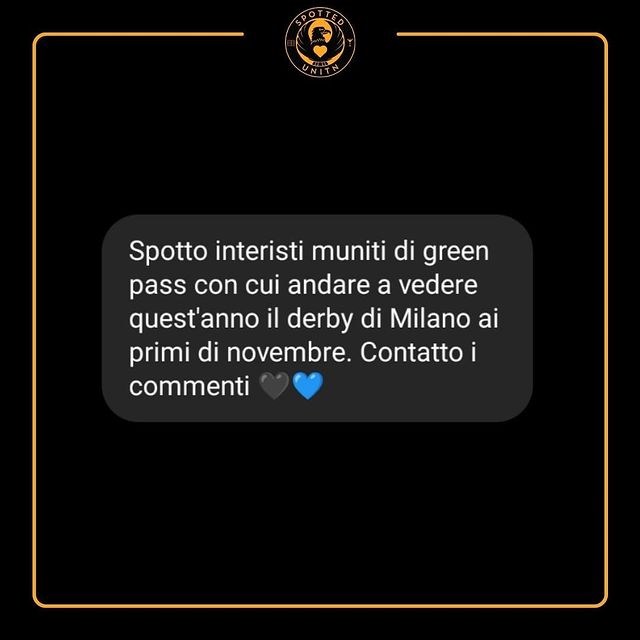 SPOTTED
UNITN
Spotto interisti muniti di green
pass con cui andare a vedere
quest'anno il derby di Milano ai
primi di novembre. Contatto i
commenti 🖤💙